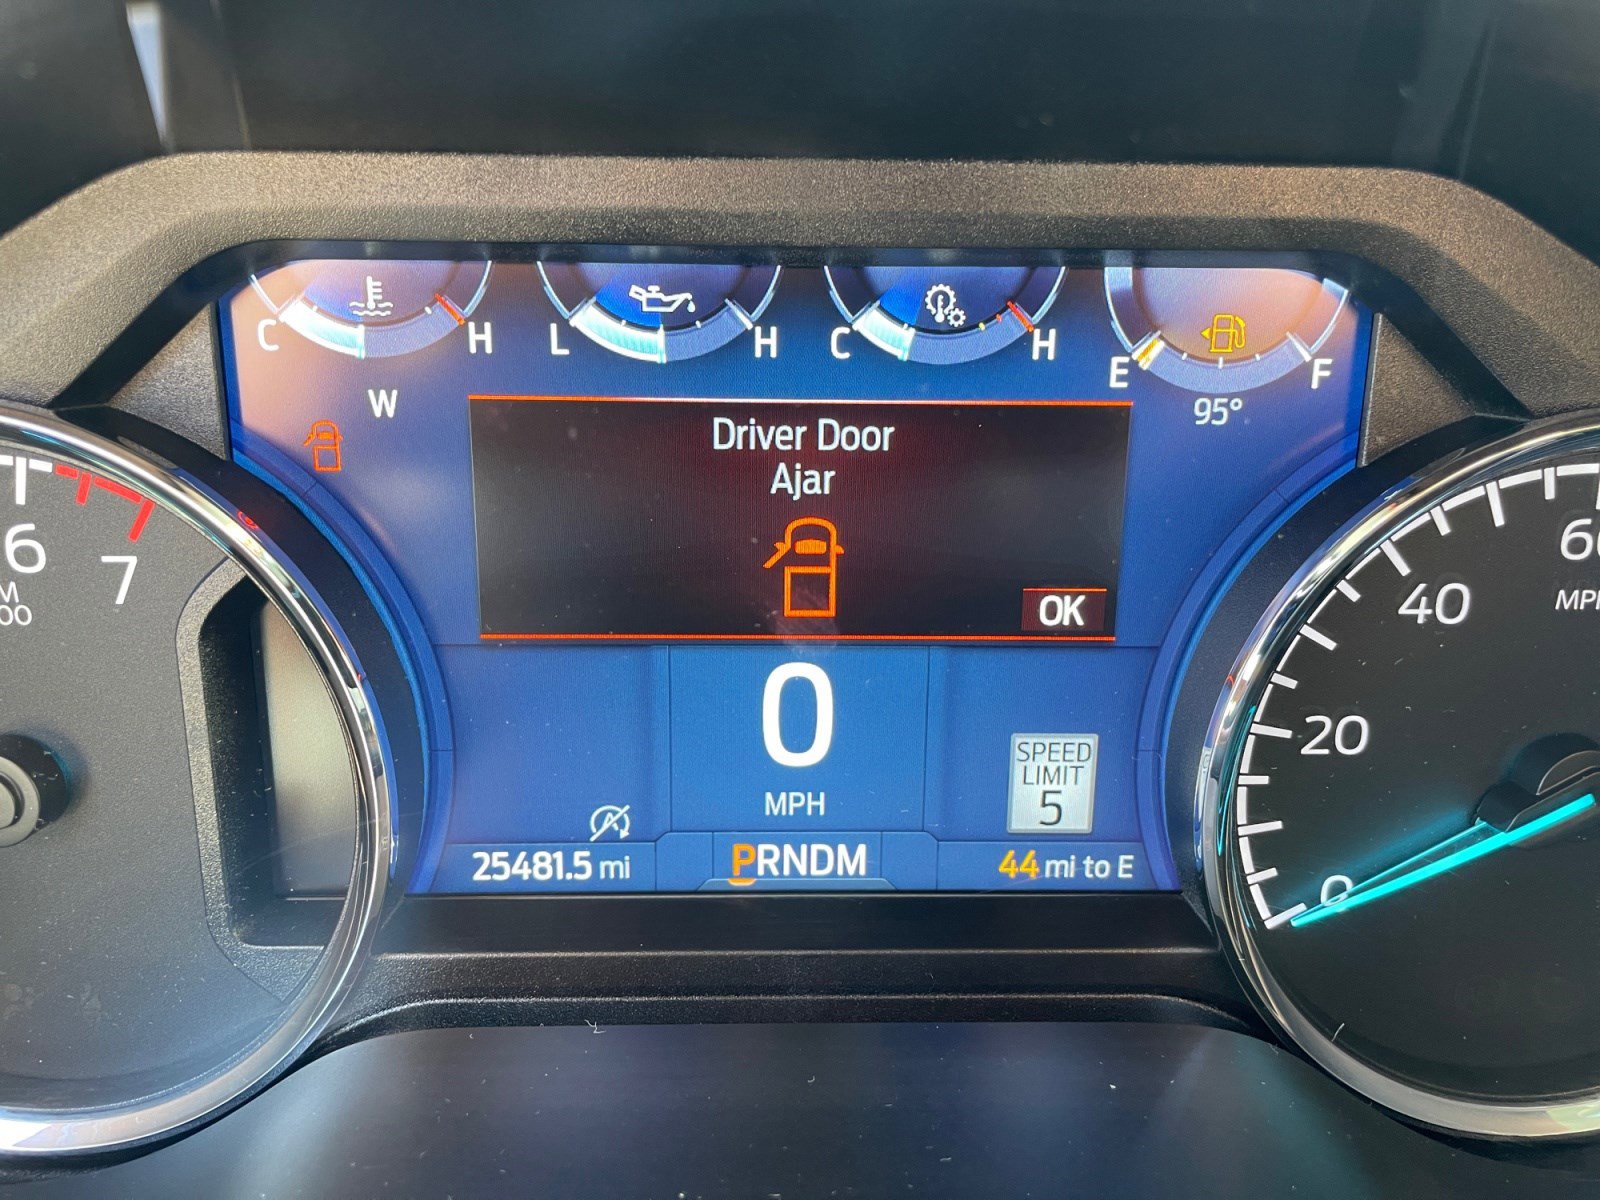 C H
L H
C H
E F
W
95°
Driver Door
Ajar
OK
6
7
0
MPH
SPEED
LIMIT
5
25481.5 mi
PRNDM
44 mi to E
0
20
40